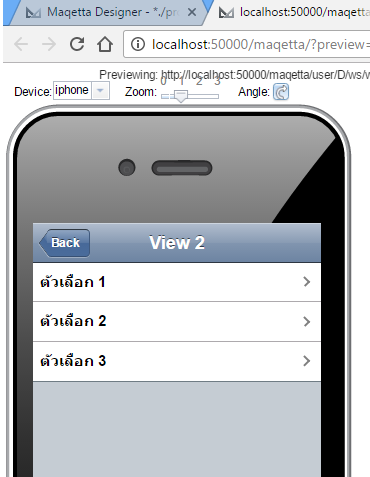 Maqetta Designer - *./pr
localhost:50000/maqetta
localhost:50000/maqetta/?preview=
Previewing: http://localhost:50000/maqetta/user/D/ws/w
0 1 2 3
Device: iphone Zoom: Angle:
Back View 2
ตัวเลือก 1
ตัวเลือก 2
ตัวเลือก 3